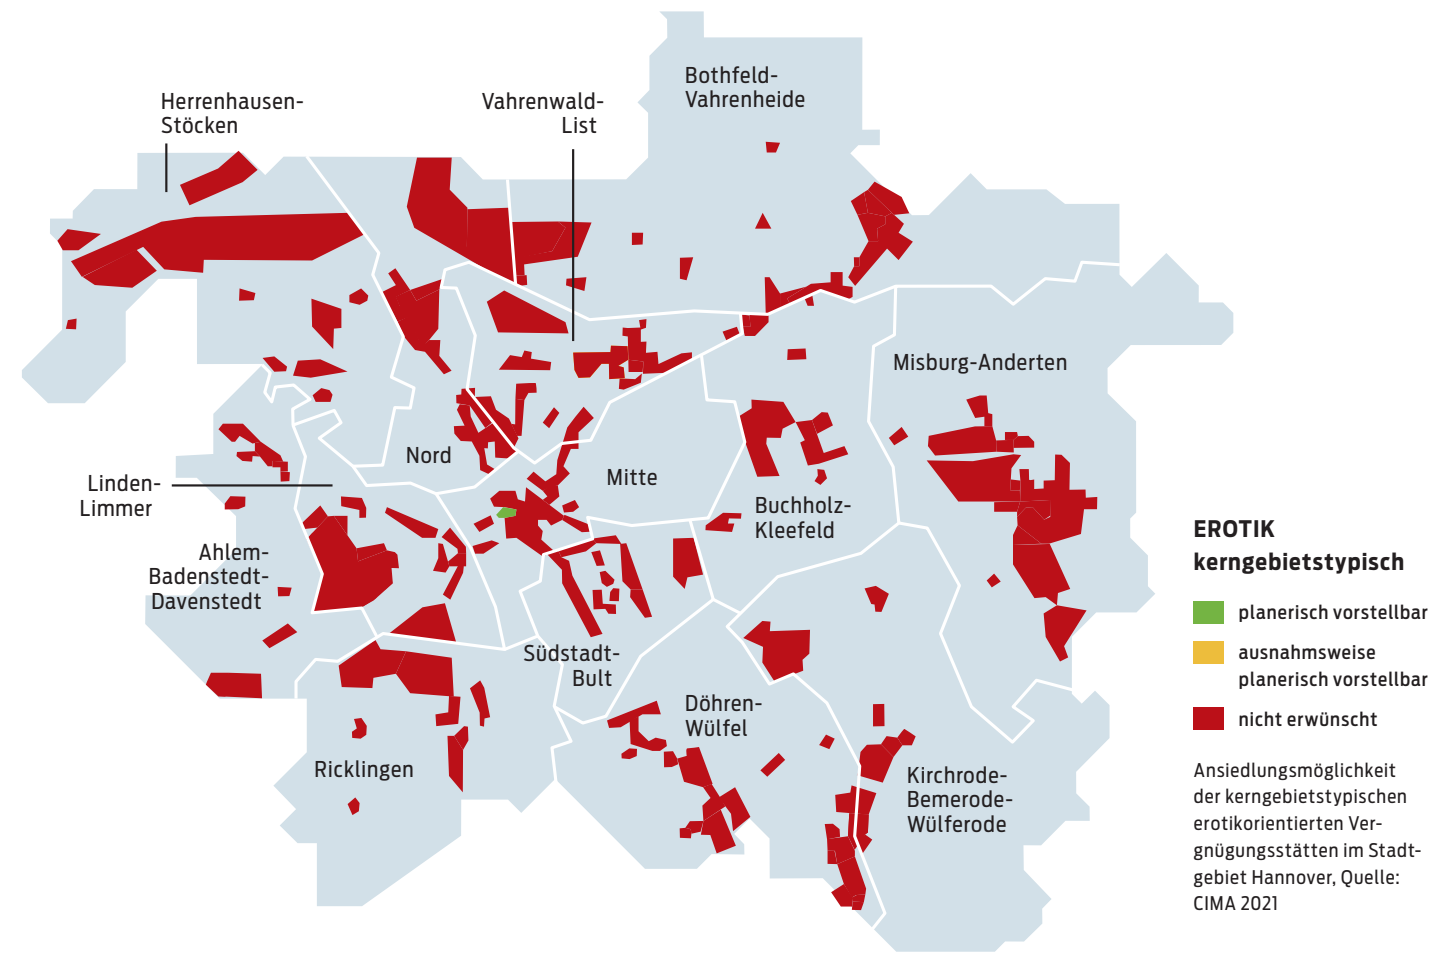 Bothfeld-
Vahrenheide
Herrenhausen-
Stöcken
Vahrenwald-
List
Misburg-Anderten
Nord
Mitte
Linden-
Limmer
Buchholz-
Kleefeld
Ahlem-
Badenstedt-
Davenstedt
Südstadt-
Bult
Döhren-
Wülfel
Ricklingen
Kirchrode-
Bemerode-
Wülferode
EROTIK
kerngebietstypisch
planerisch vorstellbar
ausnahmsweise
planerisch vorstellbar
nicht erwünscht
Ansiedlungsmöglichkeit
der kerngebietstypischen
erotikorientierten Ver-
gnügungsstätten im Stadt-
gebiet Hannover, Quelle:
CIMA 2021